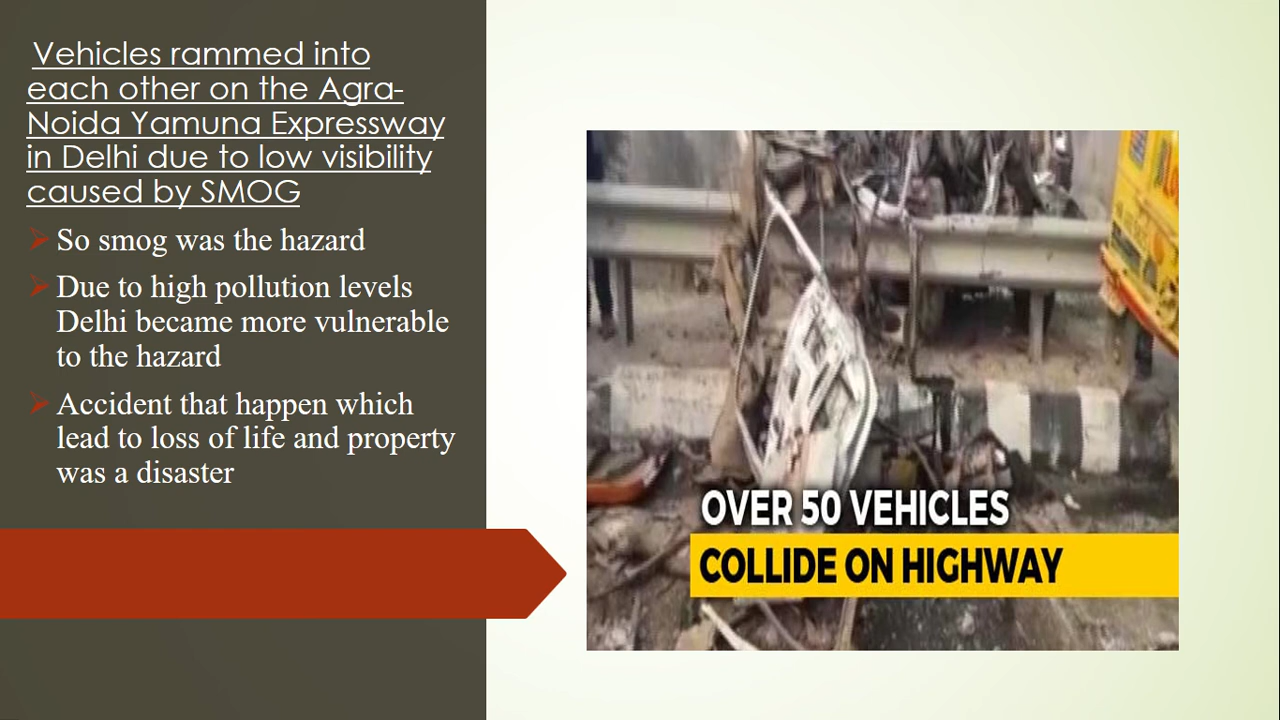 Vehicles rammed into
each other on the Agra-
Noida Yamuna Expressway
in Delhi due to low visibility
caused by SMOG
So smog was the hazard
Due to high pollution levels
Delhi became more vulnerable
to the hazard
Accident that happen which
lead to loss of life and property
was a disaster
OVER 50 VEHICLES
COLLIDE ON HIGHWAY